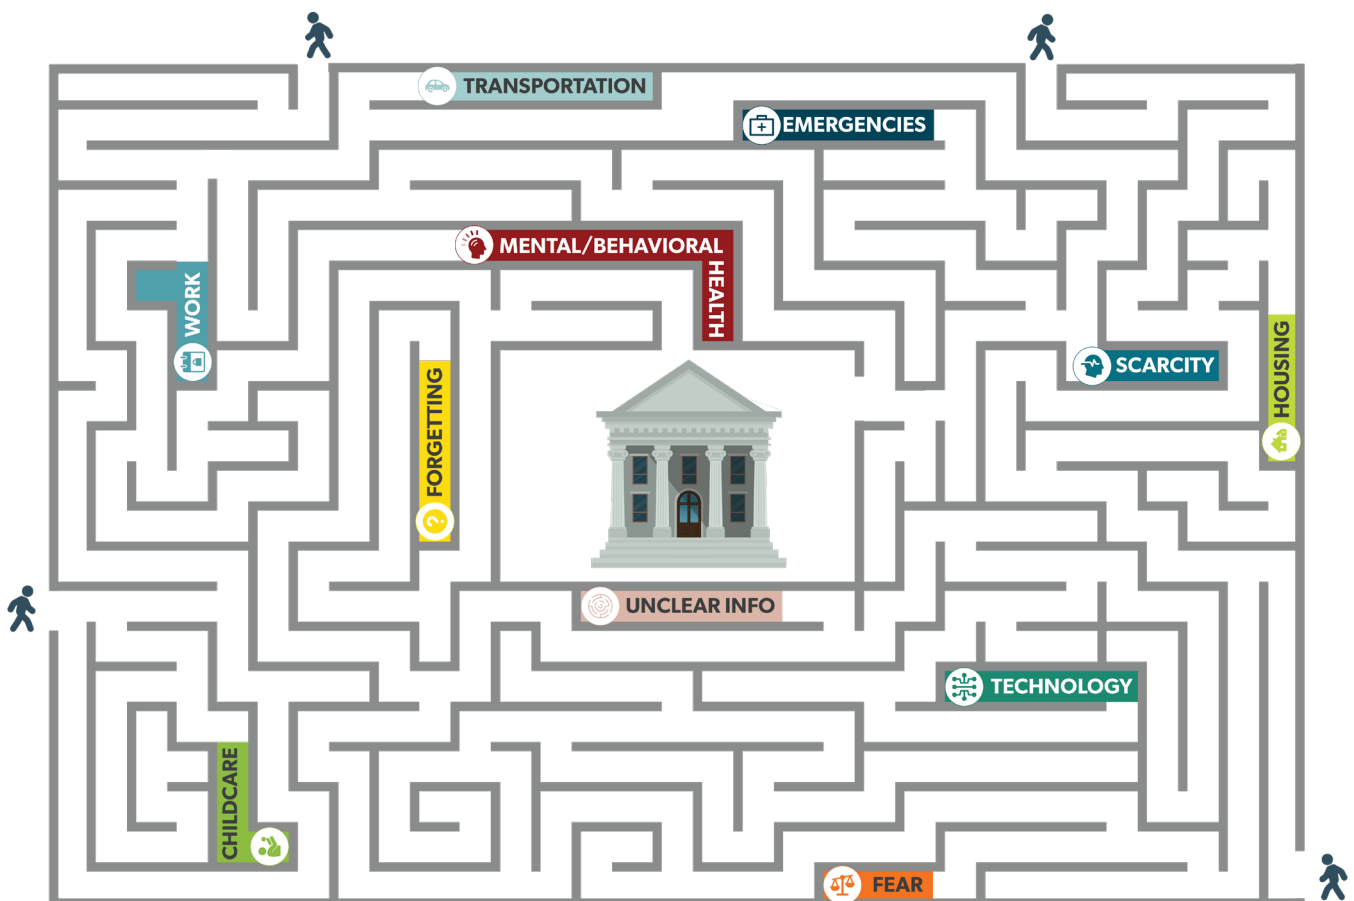 TRANSPORTATION
EMERGENCIES
MENTAL/BEHAVIORAL
HEALTH
WORK
HOUSING
SCARCITY
FORGETTING
?
UNCLEAR INFO
TECHNOLOGY
CHILDCARE
FEAR